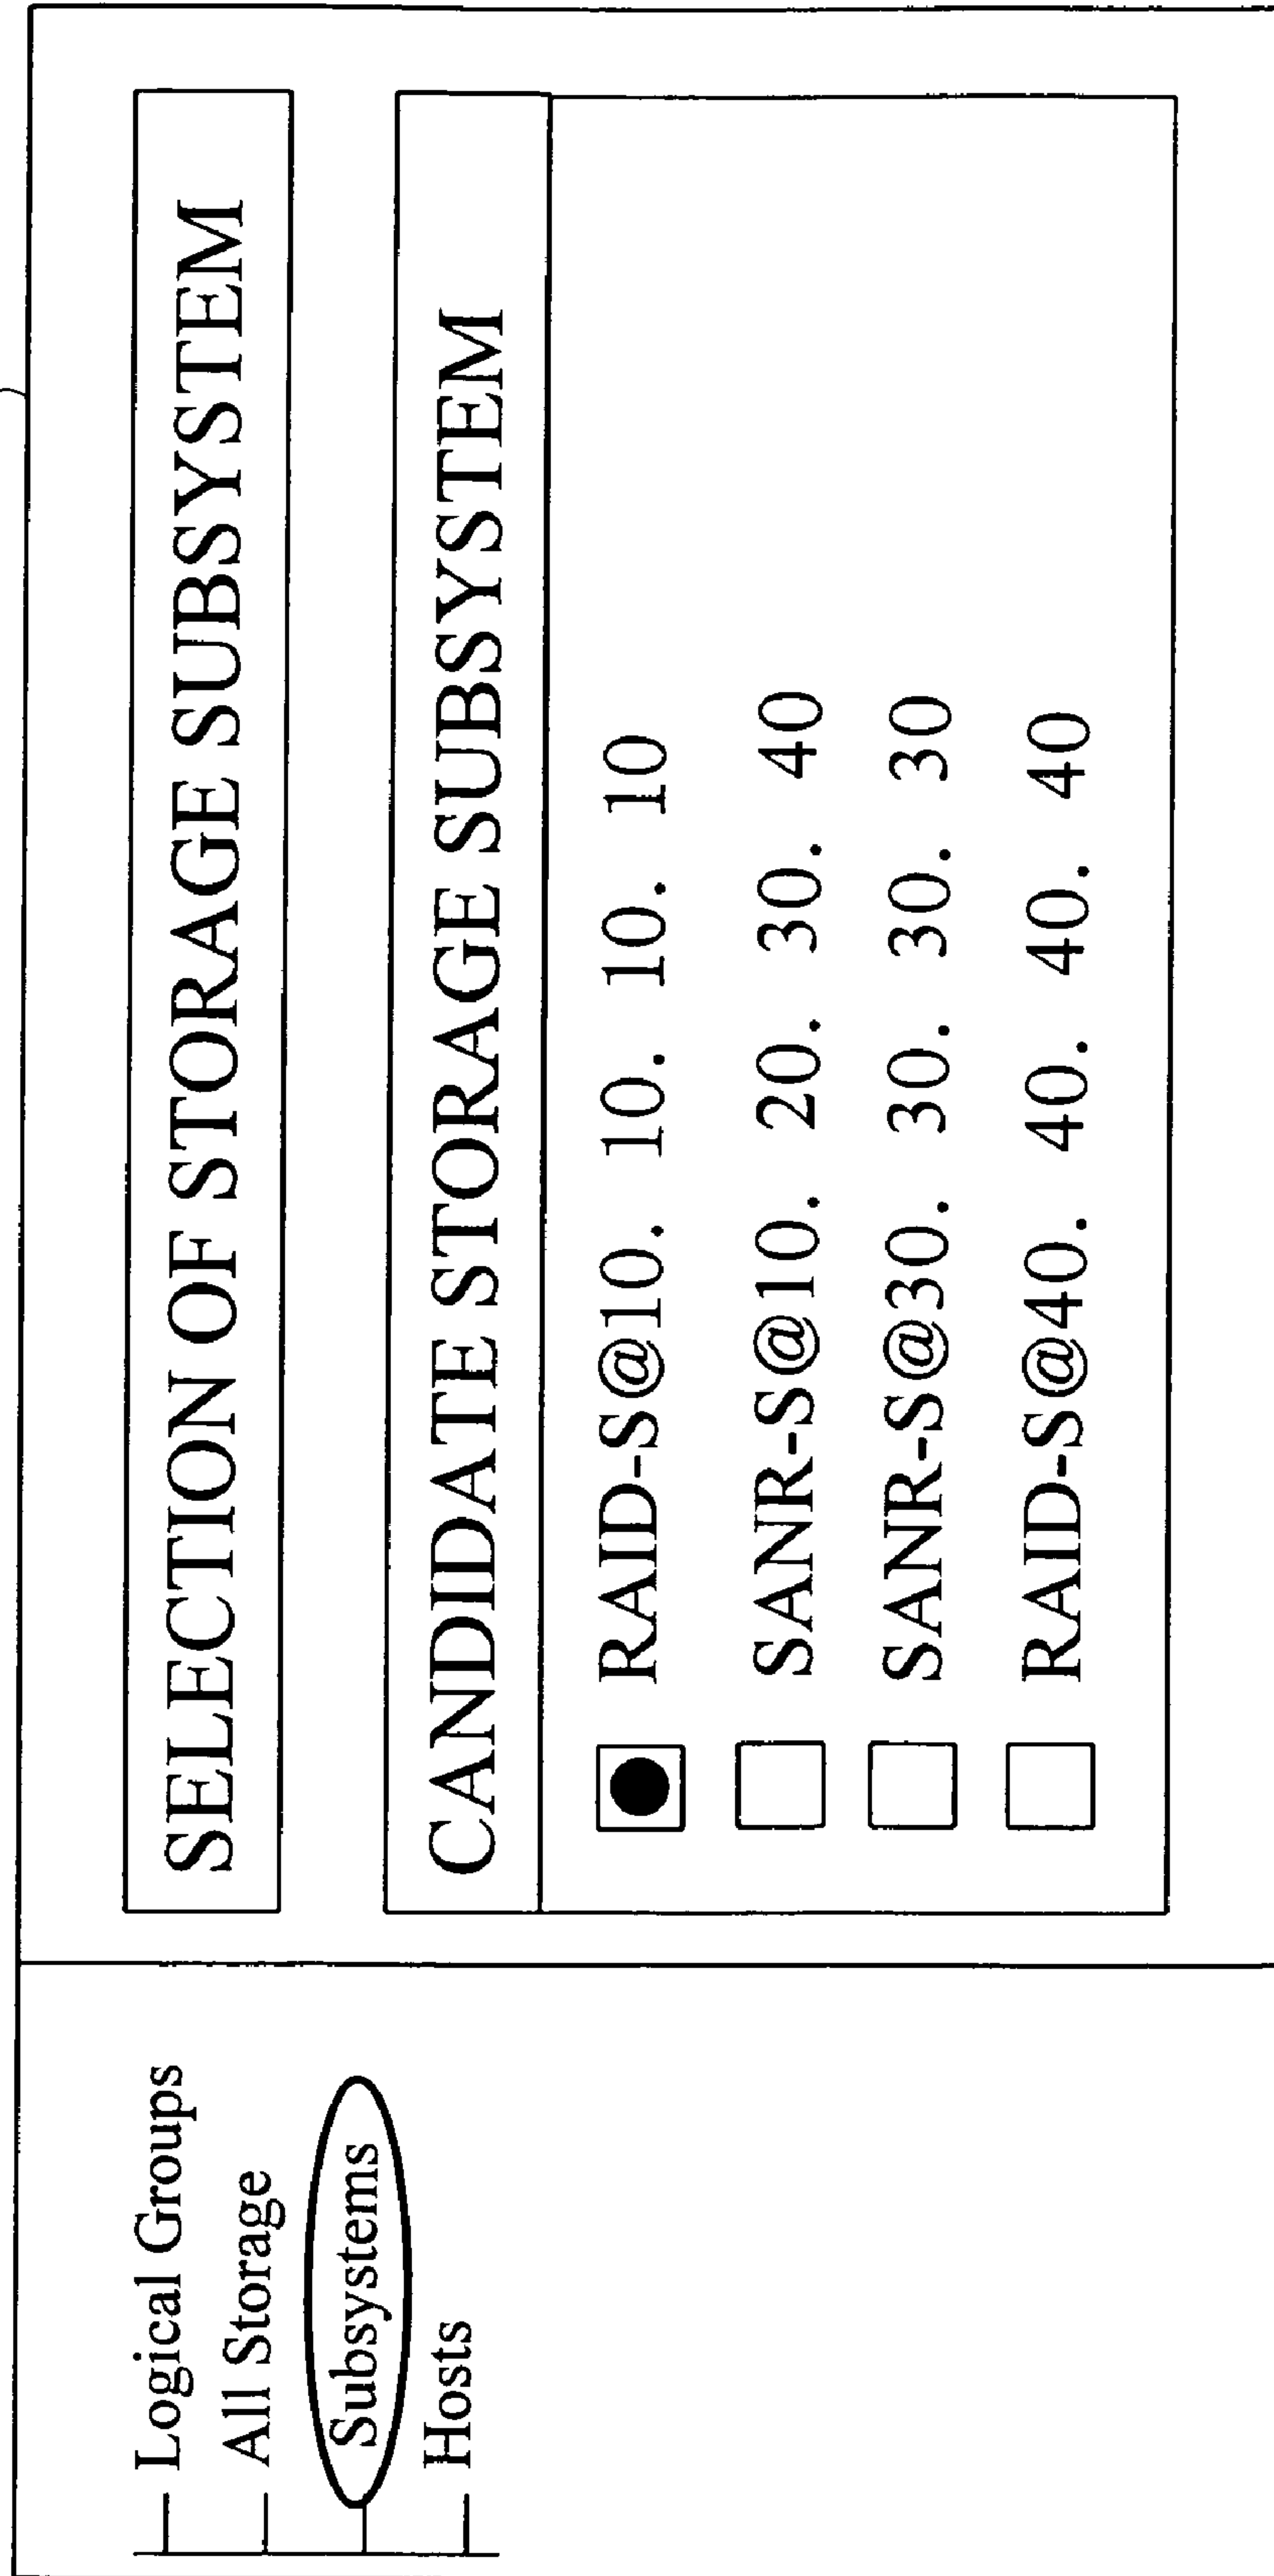 Logical Groups
All Storage
Subsystems
Hosts
SELECTION OF STORAGE SUBSYSTEM
CANDIDATE STORAGE SUBSYSTEM
RAID-S@10. 10. 10. 10
SANR-S@10. 20. 30. 40
SANR-S@30. 30. 30. 30
RAID-S@40. 40. 40. 40